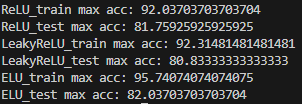 ReLU_train max acc: 92.03703703703704
ReLU_test max acc: 81.75925925925925
LeakyReLU_train max acc: 92.31481481481481
LeakyReLU_test max acc: 80.83333333333333
ELU_train max acc: 95.74074074074075
ELU_test max acc: 82.03703703703704